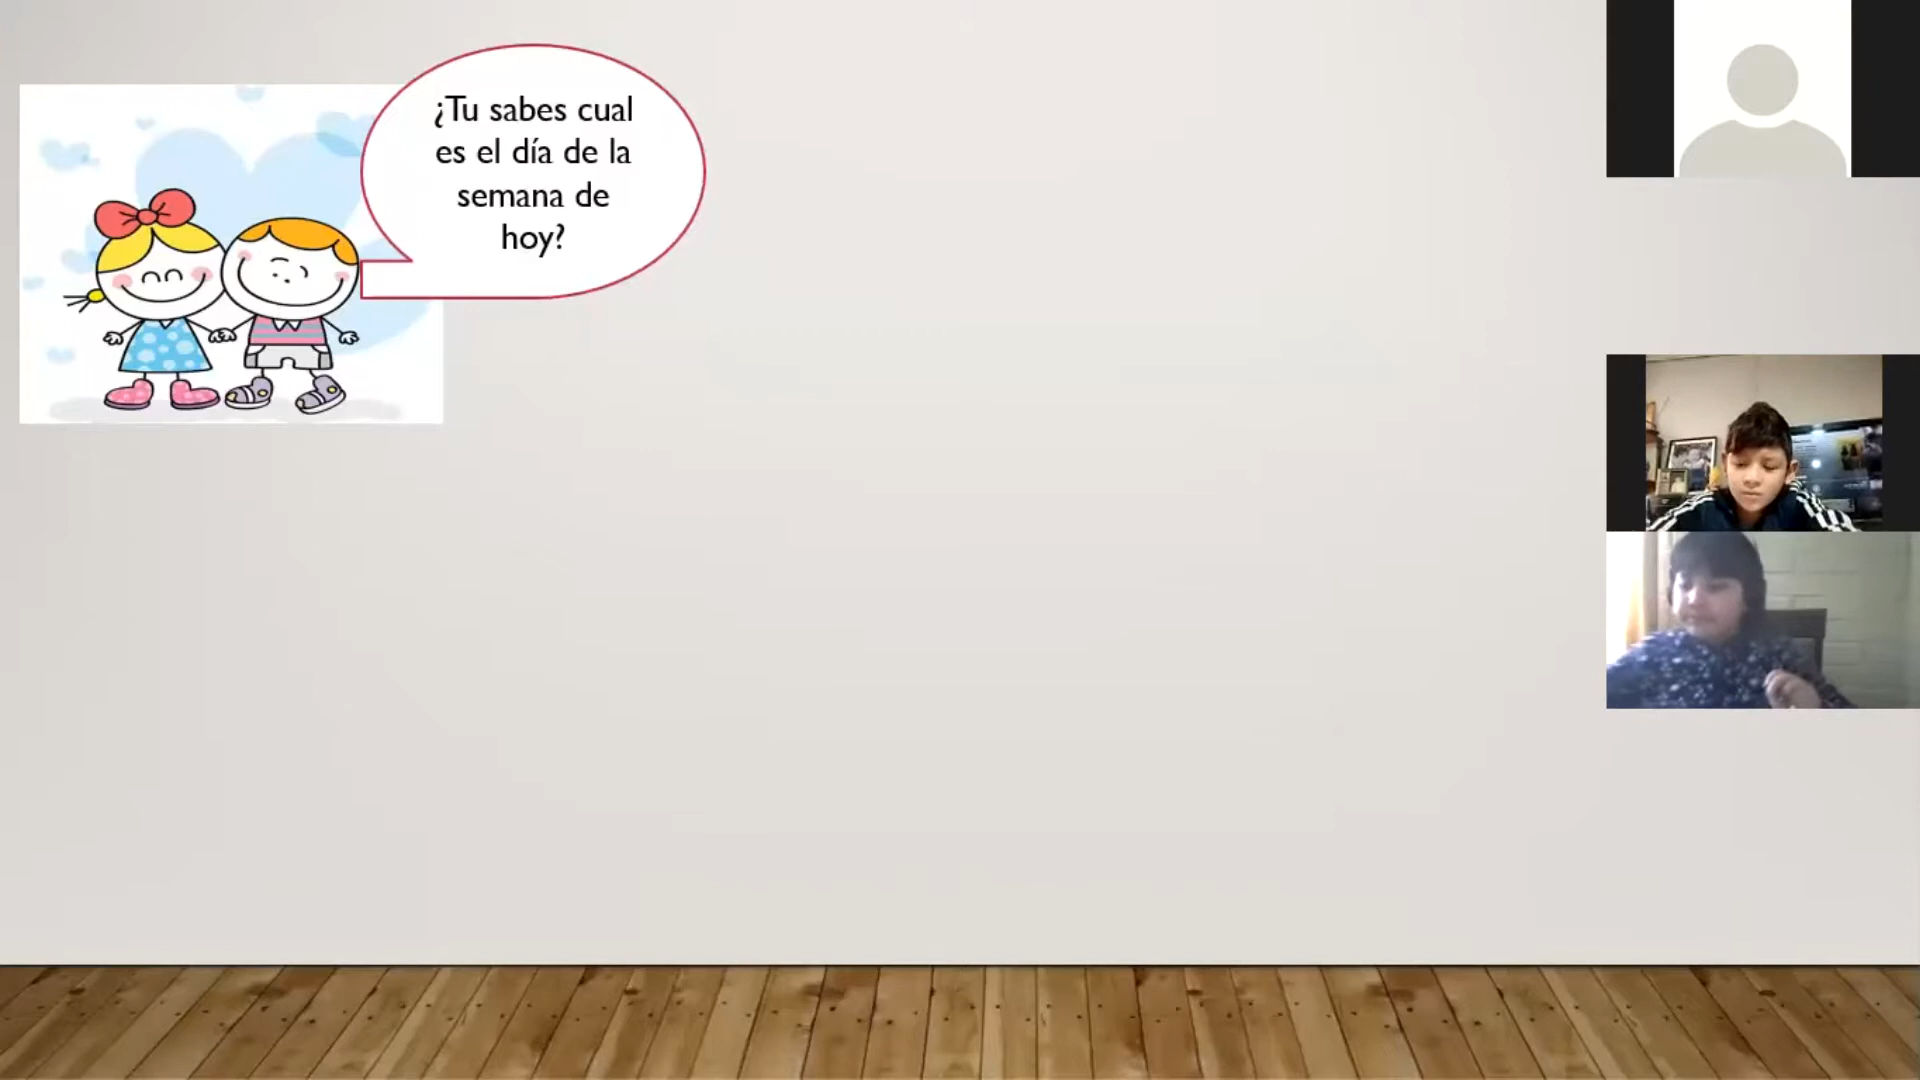 ¿Tu sabes cual
es el día de la
semana de
hoy?